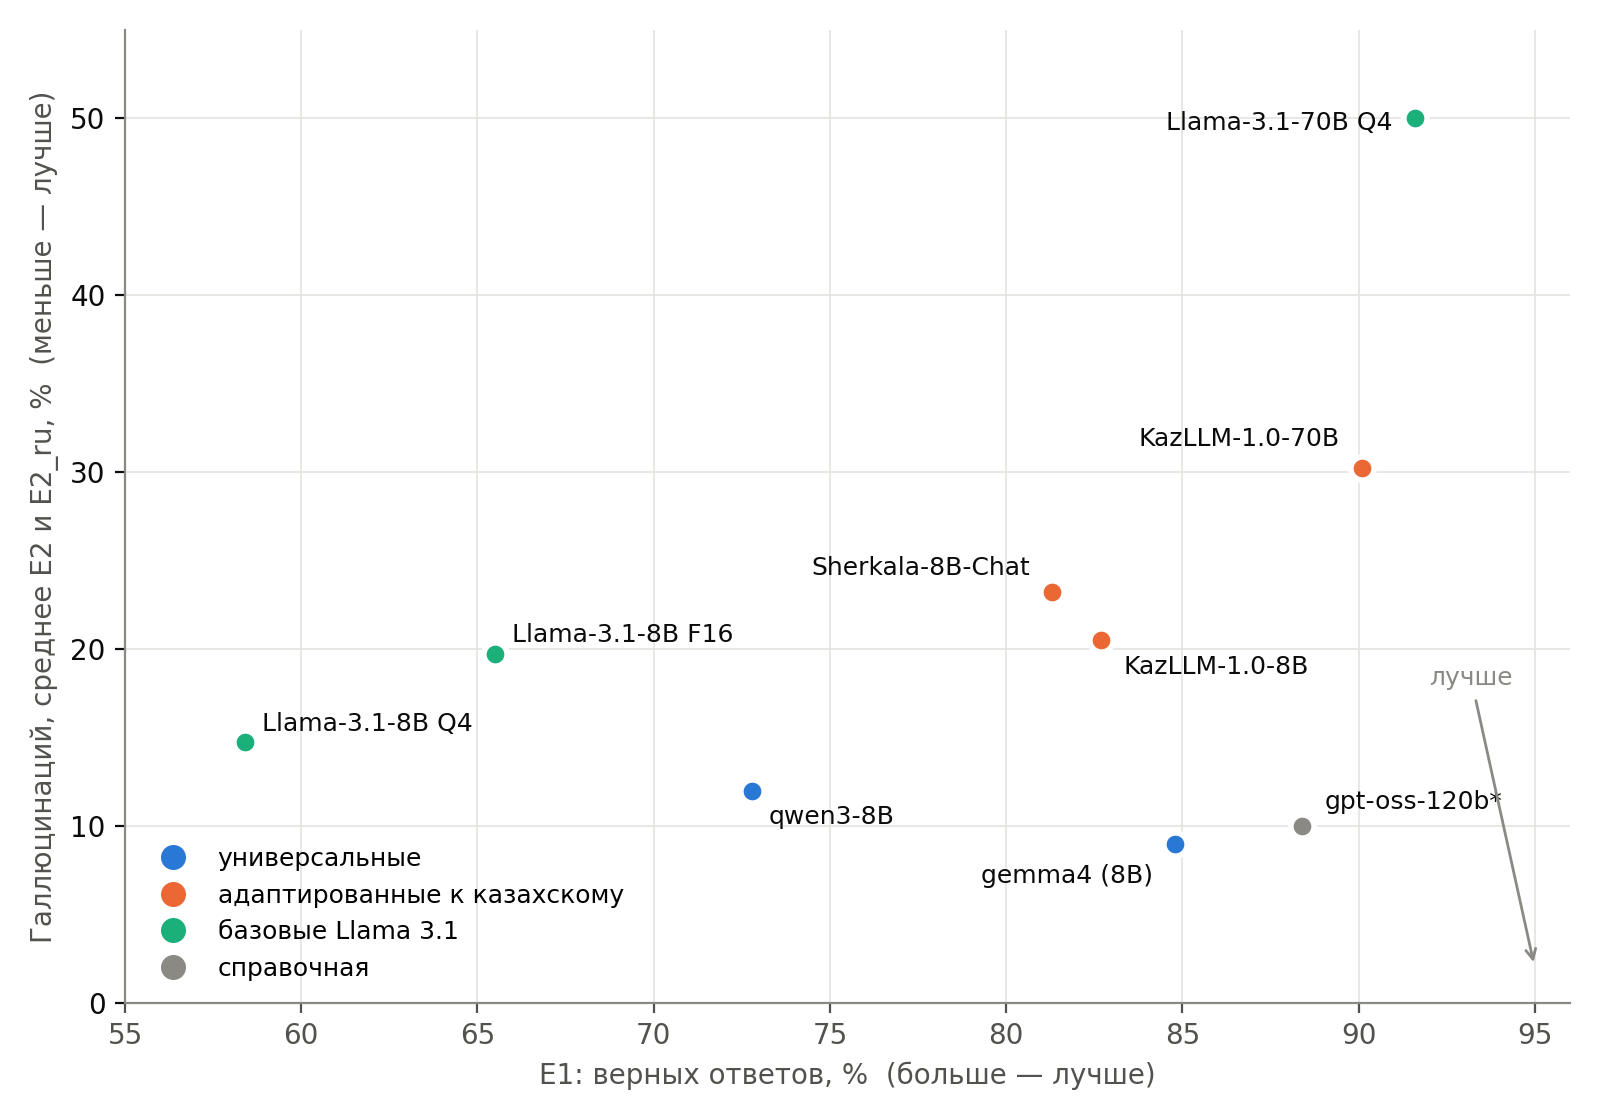 Галлюцинаций, среднее E2 и E2_ru, %  (меньше — лучше)
50
40
30
20
10
0
Llama-3.1-70B Q4
KazLLM-1.0-70B
Sherkala-8B-Chat
Llama-3.1-8B F16
KazLLM-1.0-8B
лучше
Llama-3.1-8B Q4
gpt-oss-120b*
qwen3-8B
gemma4 (8B)
универсальные
адаптированные к казахскому
базовые Llama 3.1
справочная
55 60 65 70 75 80 85 90 95
E1: верных ответов, %  (больше — лучше)